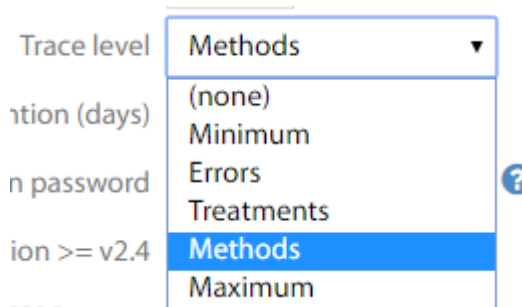 Trace level Methods
(none)
ntion (days)
Minimum
Errors
n password
Treatments
ion >= v2.4 Methods
Maximum